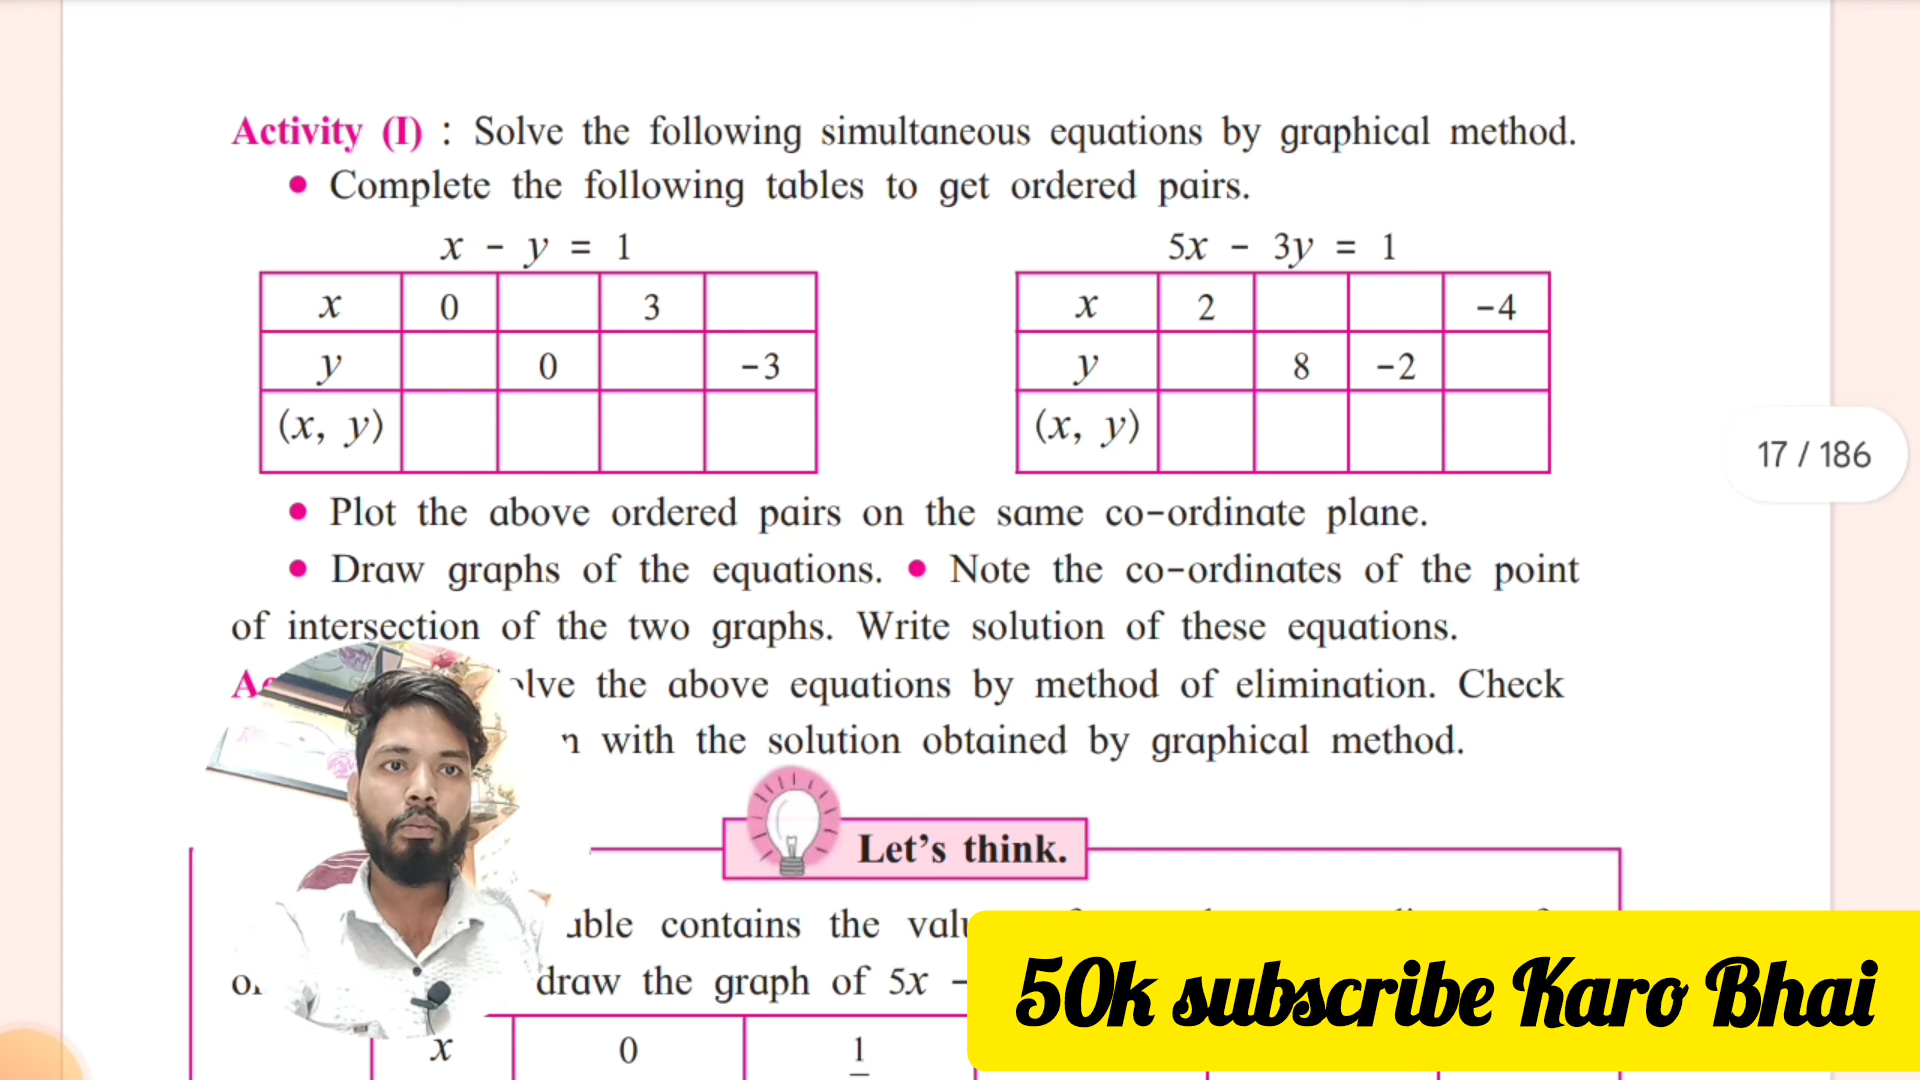 Activity (I) : Solve the following simultaneous equations by graphical method.
• Complete the following tables to get ordered pairs.
x - y = 1
x 0 3
y 0 -3
(x, y)
5x - 3y = 1
x 2 -4
y 8 -2
(x, y)
17 / 186
• Plot the above ordered pairs on the same co-ordinate plane.
• Draw graphs of the equations. • Note the co-ordinates of the point
of intersection of the two graphs. Write solution of these equations.
the above equations by method of elimination. Check
with the solution obtained by graphical method.
Let's think.
contains the
draw the graph of 5x -
50k subscribe Karo Bhai
x 0 1